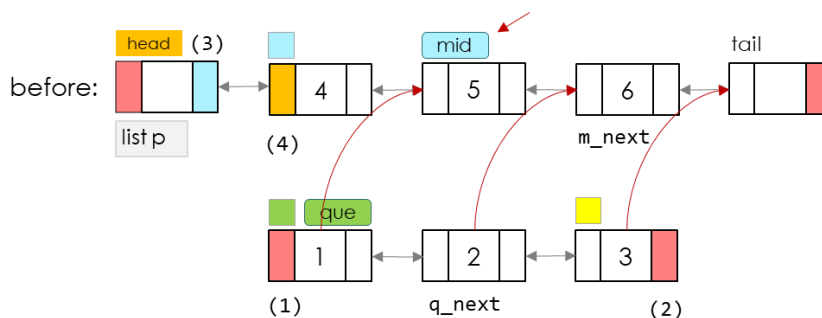 head (3) mid tail
before: 4 5 6
list p (4) m_next
que
1 2 3
(1) q_next (2)